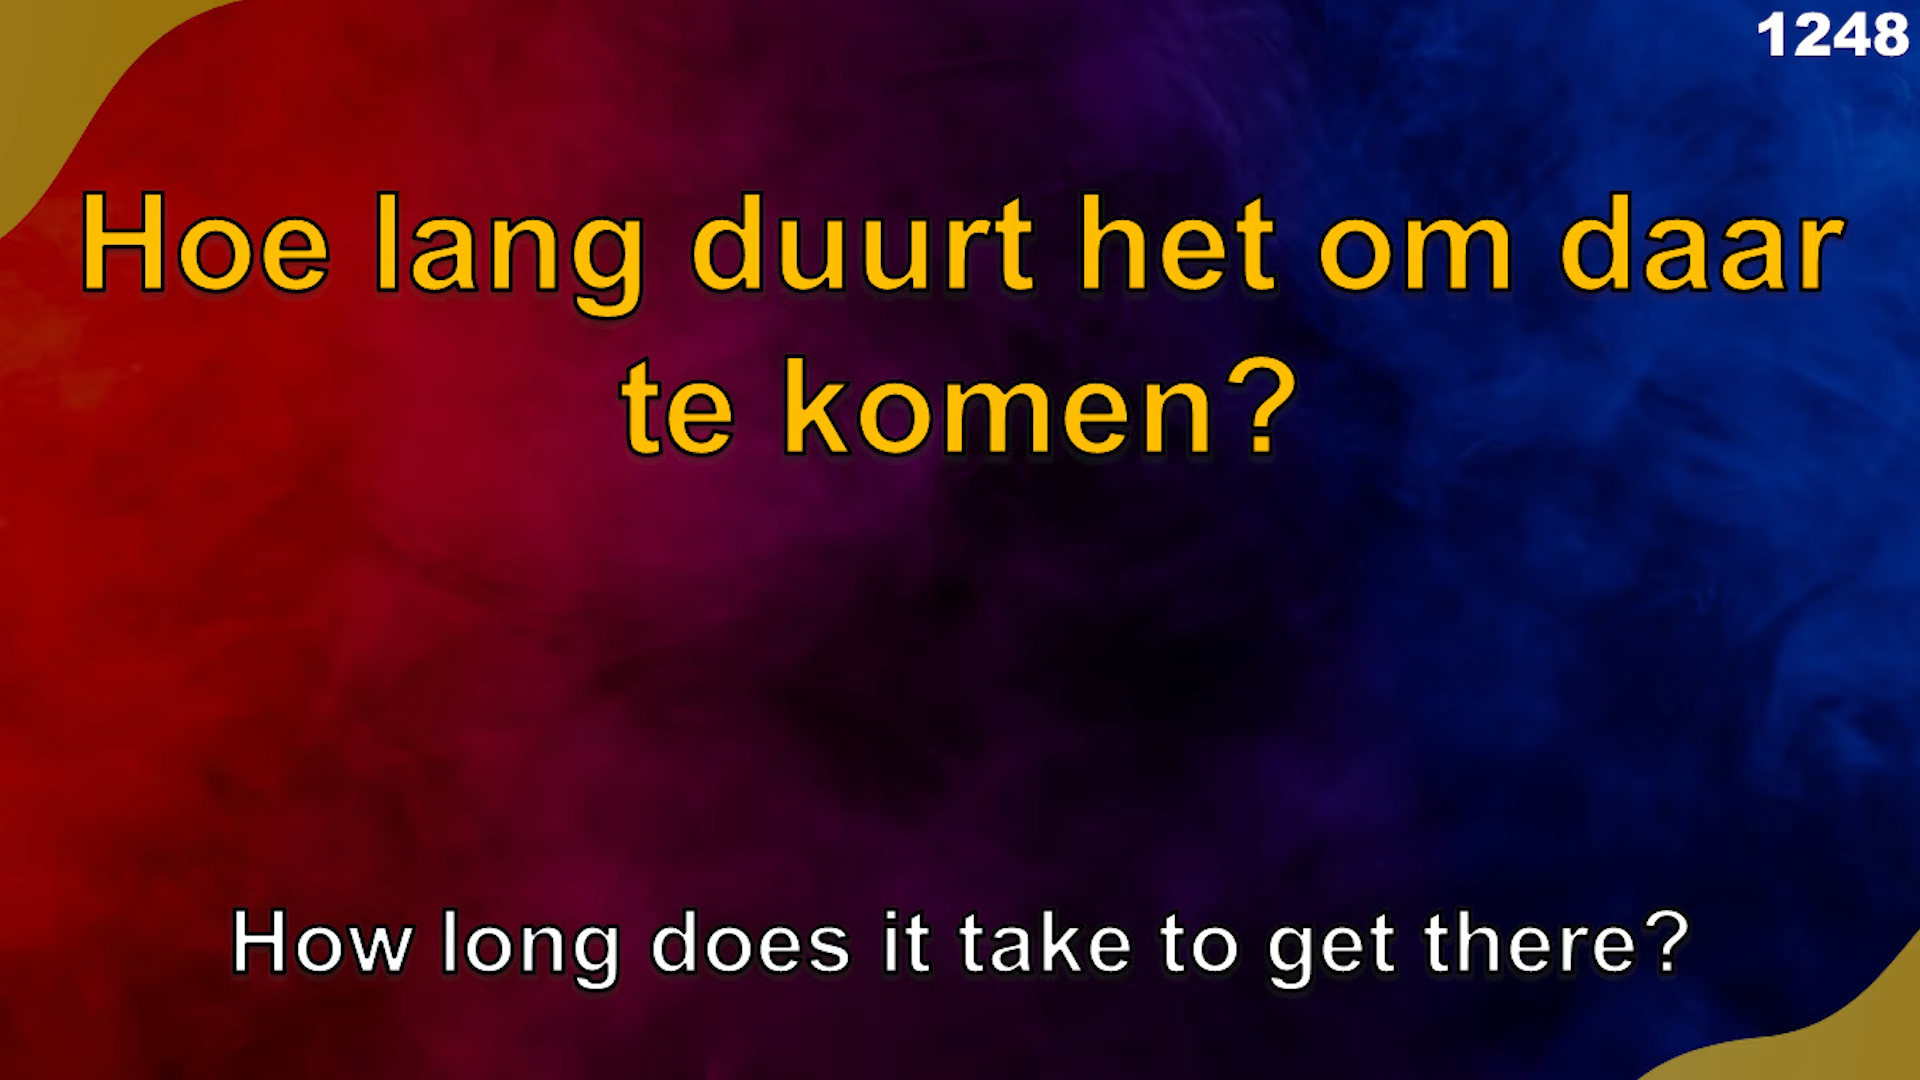 1248
Hoe lang duurt het om daar
te komen?
How long does it take to get there?